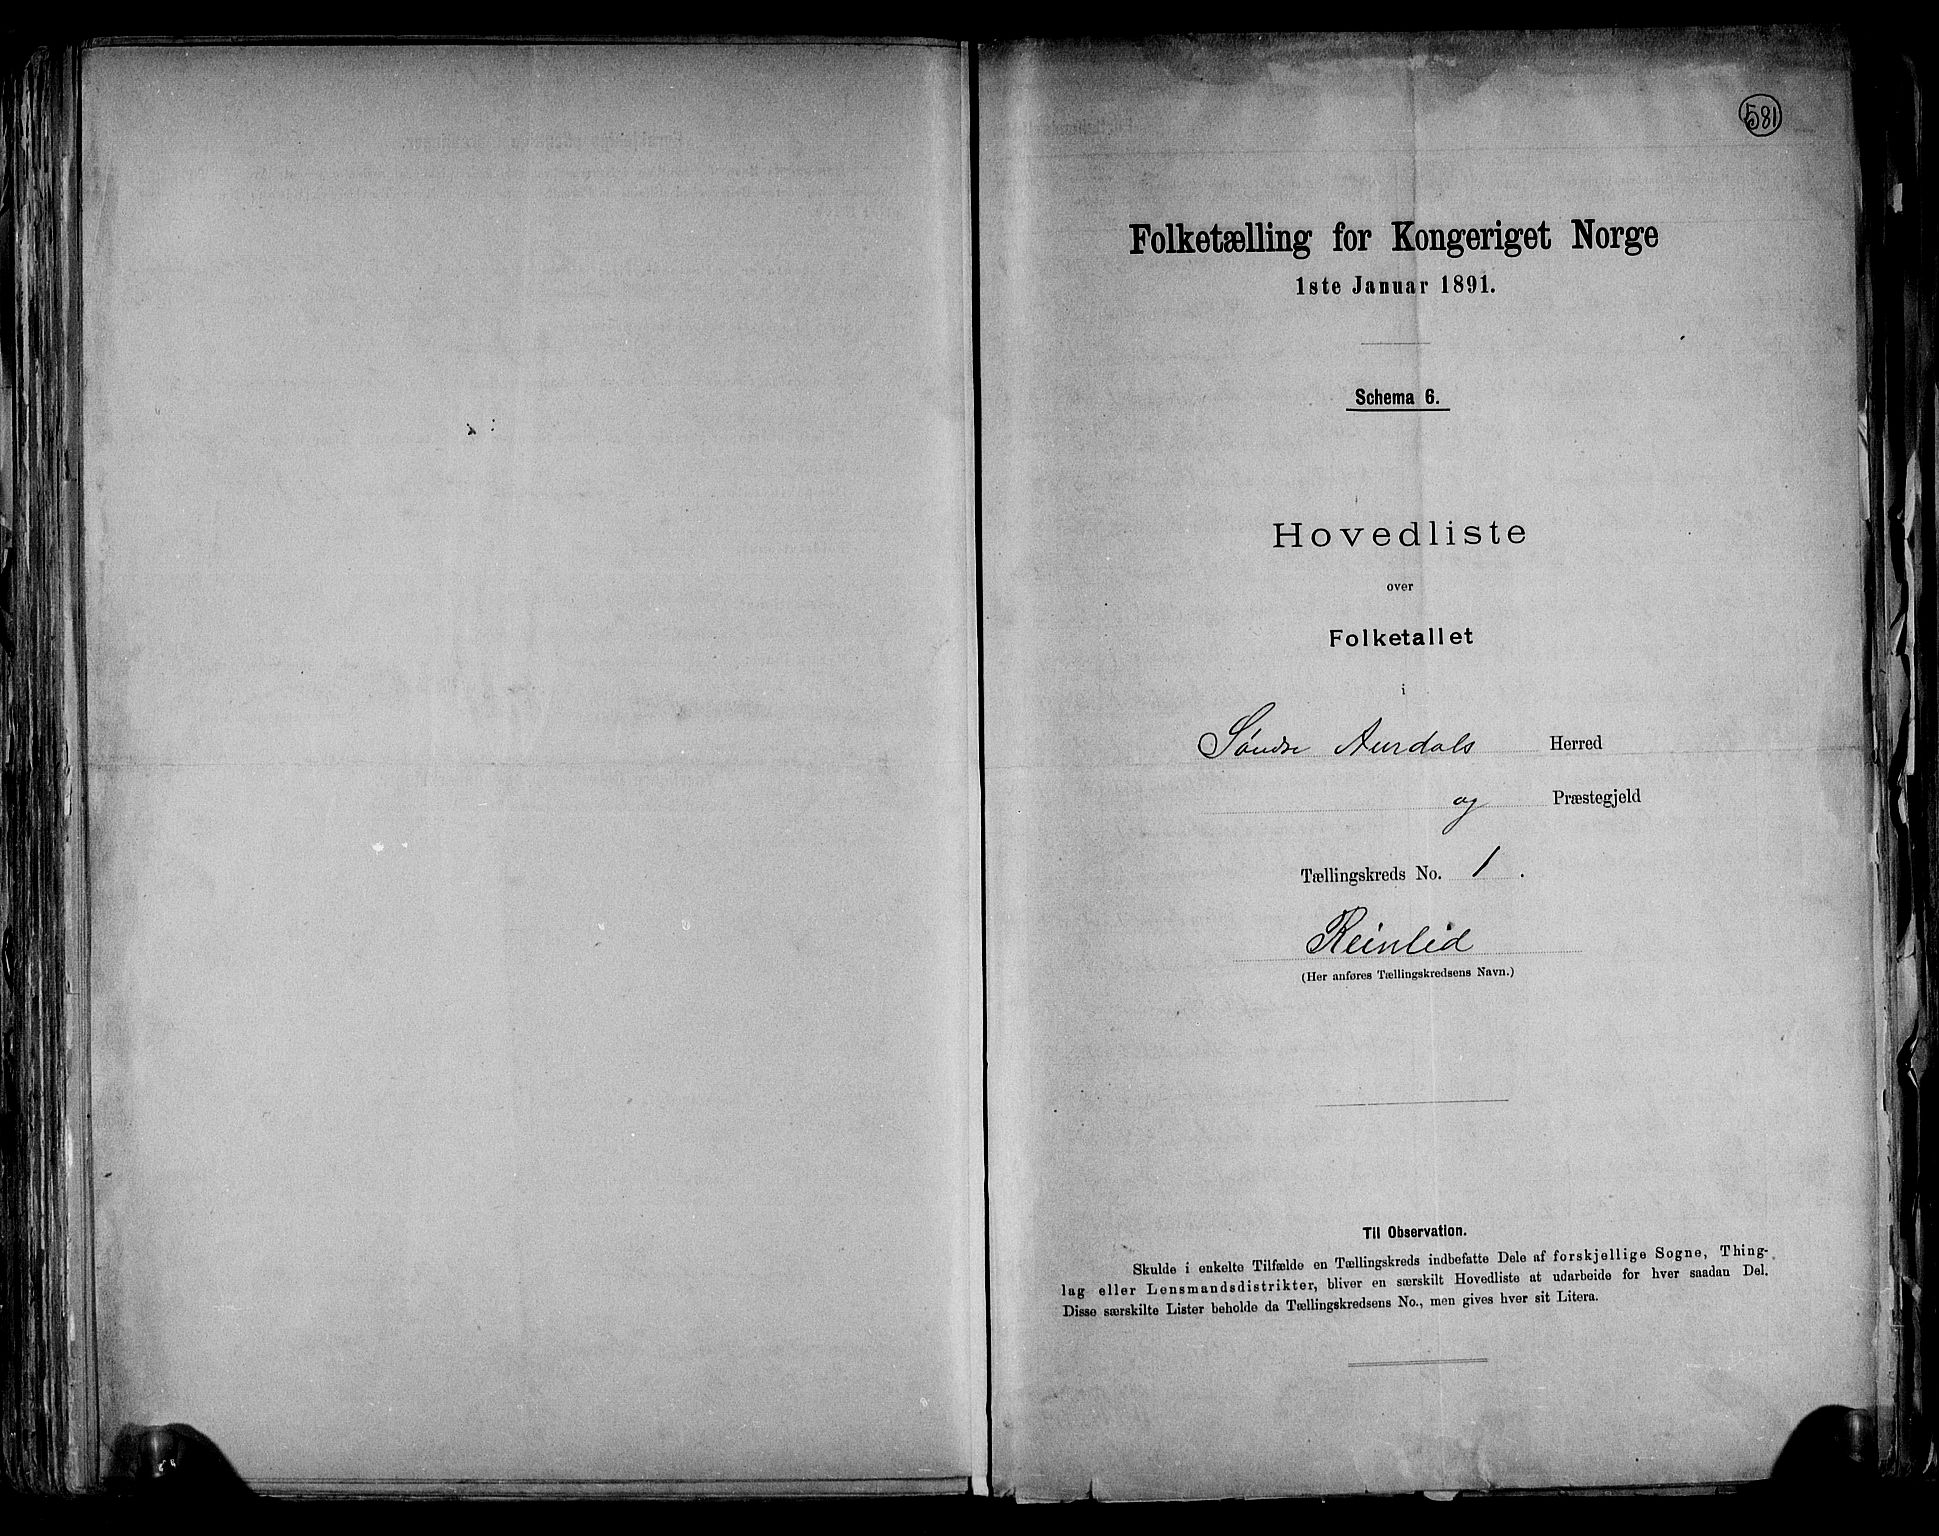 581
Folketælling for Kongeriget Norge
1ste Januar 1891.
Schema 6.
Hovedliste
over
Folketallet
i
Søndre Aurdals Herred
og Præstegjeld
Tællingskreds No. 1.
Reinlid
(Her anføres Tællingskredsens Navn.)
Til Observation.
Skulde i enkelte Tilfælde en Tællingskreds indbefatte Dele af forskjellige Sogne, Thing-
lag eller Lensmandsdistrikter, bliver en særskilt Hovedliste at udarbeide for hver saadan Del.
Disse særskilte Lister beholde da Tællingskredsens No., men gives hver sit Litera.